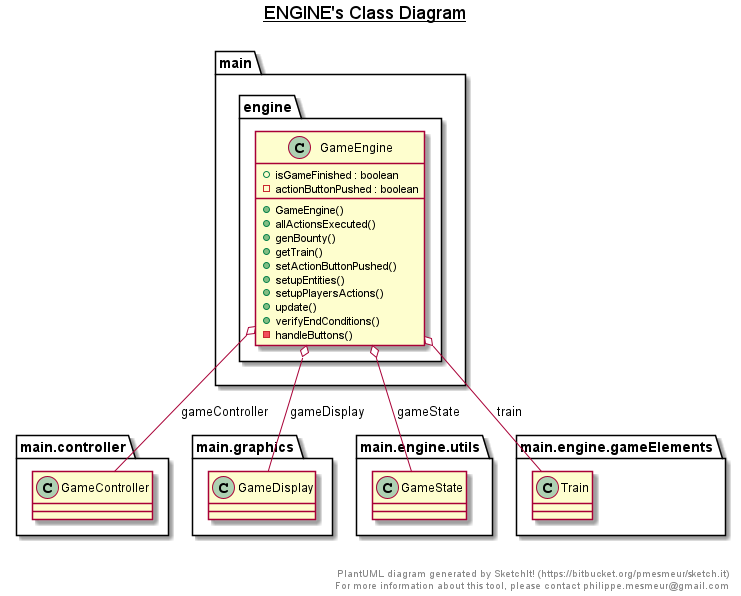 ENGINE's Class Diagram
main
engine
C GameEngine
isGameFinished : boolean
actionButtonPushed : boolean
GameEngine()
allActionsExecuted()
genBounty()
getTrain()
setActionButtonPushed()
setupEntities()
setupPlayersActions()
update()
verifyEndConditions()
handleButtons()
gameController
gameDisplay
gameState
train
main.controller
main.graphics
main.engine.utils
main.engine.gameElements
C GameController
C GameDisplay
C GameState
C Train
PlantUML diagram generated by SketchIt! (https://bitbucket.org/pmesmeur/sketch.it)
For more information about this tool, please contact philippe.mesmeur@gmail.com